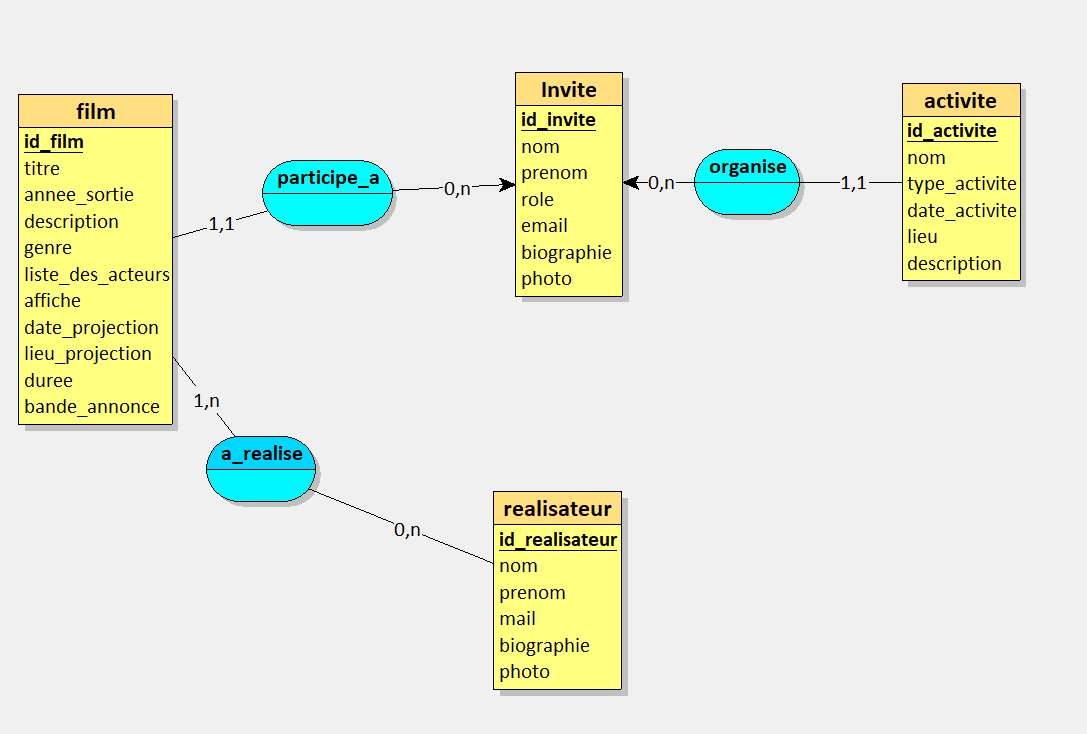 film
id_film
titre
annee_sortie
description
genre
liste_des_acteurs
affiche
date_projection
lieu_projection
duree
bande_annonce
1,1
participe_a
0,n
Invite
id_invite
nom
prenom
role
email
biographie
photo
0,n
organise
1,1
activite
id_activite
nom
type_activite
date_activite
lieu
description
1,n
a_realise
0,n
realisateur
id_realisateur
nom
prenom
mail
biographie
photo